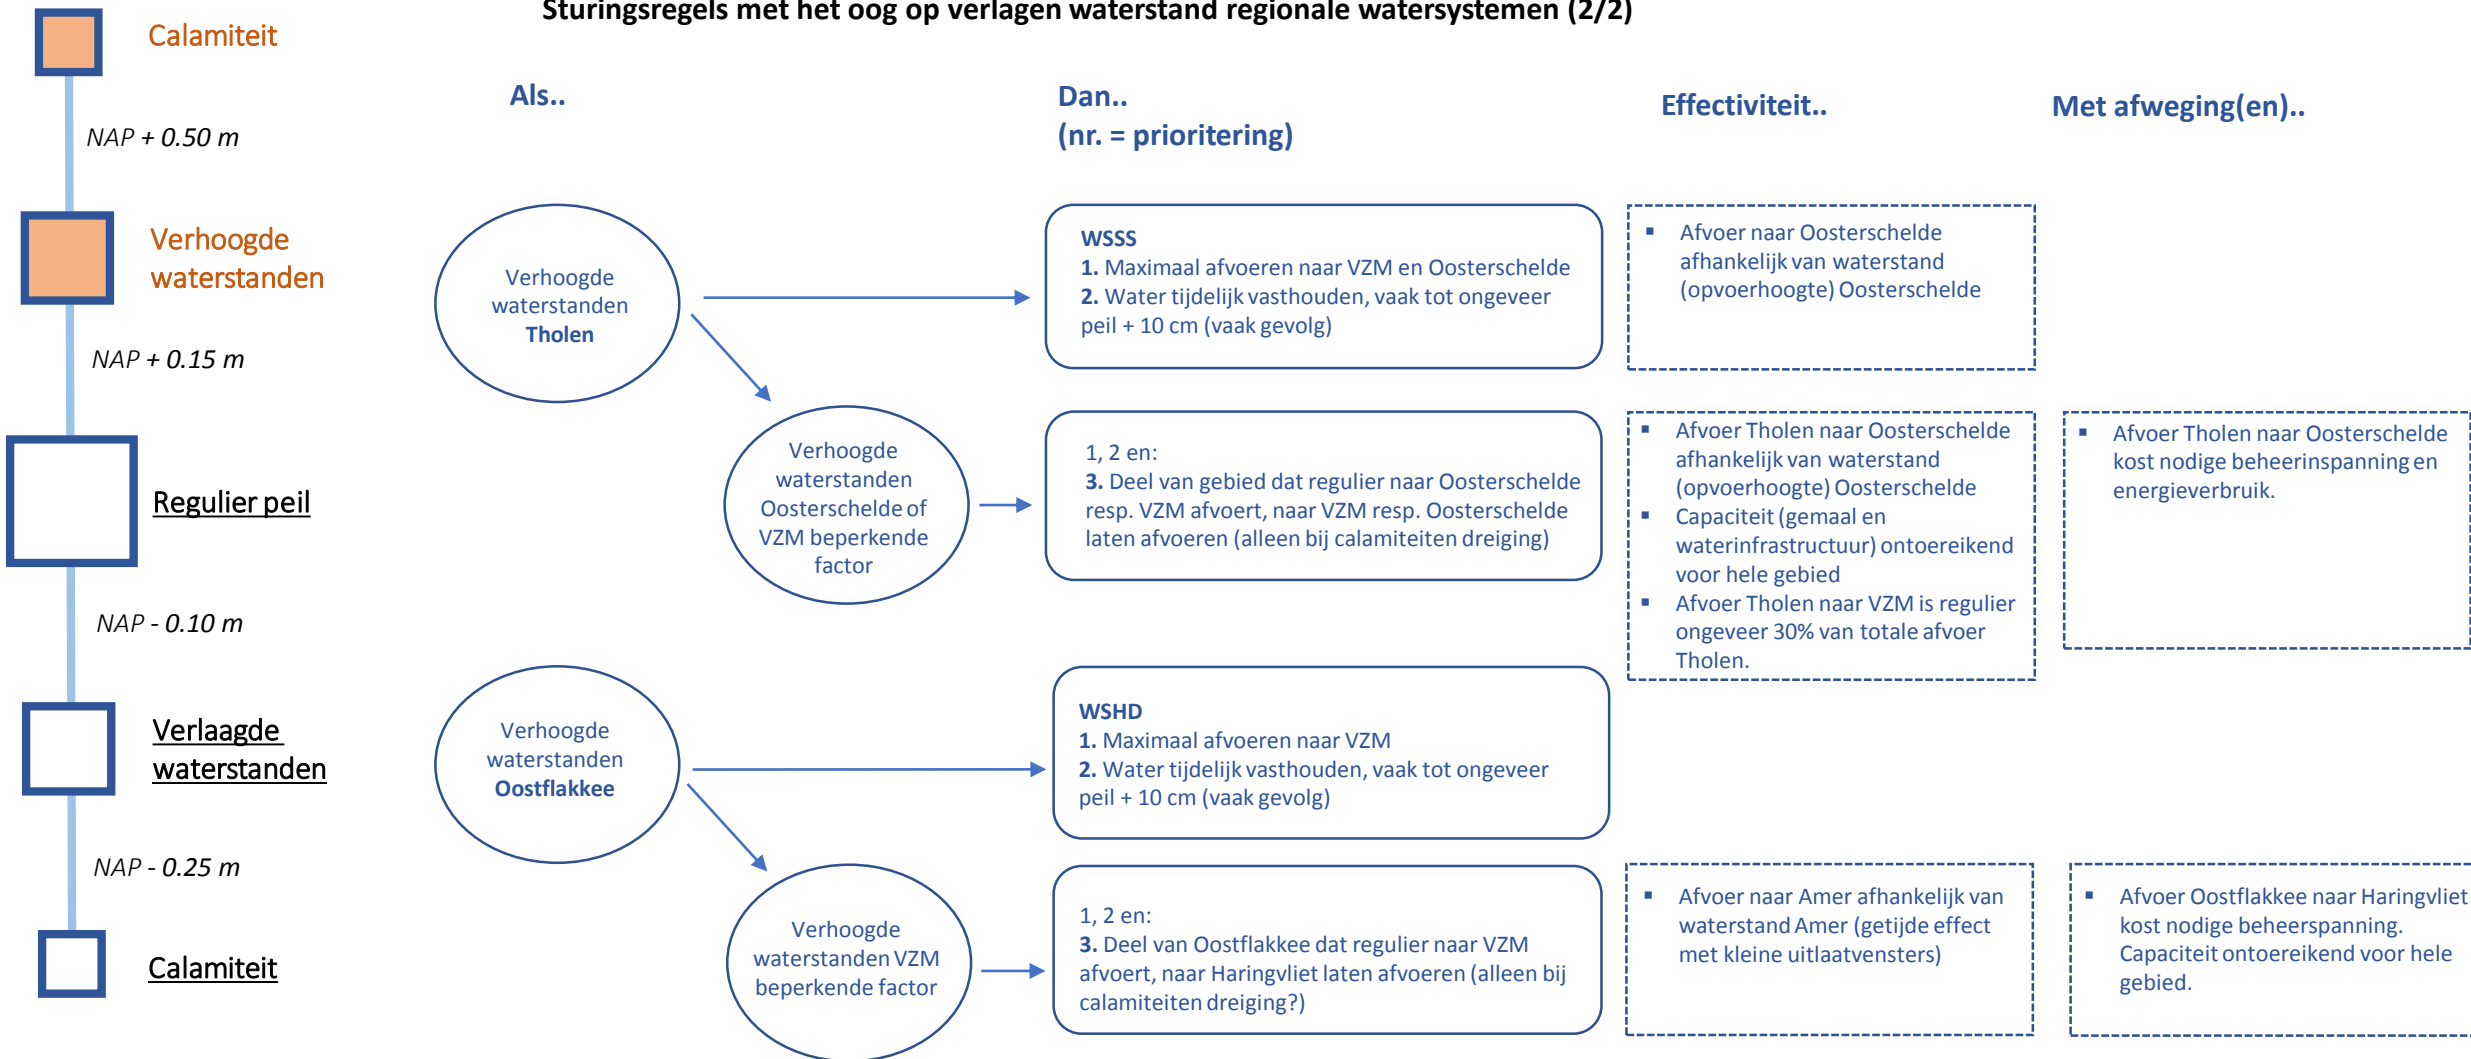 Sturingsregels met het oog op verlagen waterstand regionale watersystemen (2/2)
Calamiteit
NAP + 0.50 m
Verhoogde
waterstanden
NAP + 0.15 m
Regulier peil
NAP - 0.10 m
Verlaagde
waterstanden
NAP - 0.25 m
Calamiteit
Als..
Dan..
(nr. = prioritering)
Effectiviteit..
Met afweging(en)..
Verhoogde
waterstanden
Tholen
WSSS
1. Maximaal afvoeren naar VZM en Oosterschelde
2. Water tijdelijk vasthouden, vaak tot ongeveer
peil + 10 cm (vaak gevolg)
▪ Afvoer naar Oosterschelde
afhankelijk van waterstand
(opvoerhoogte) Oosterschelde
Verhoogde
waterstanden
Oosterschelde of
VZM beperkende
factor
1, 2 en:
3. Deel van gebied dat regulier naar Oosterschelde
resp. VZM afvoert, naar VZM resp. Oosterschelde
laten afvoeren (alleen bij calamiteiten dreiging)
▪ Afvoer Tholen naar Oosterschelde
afhankelijk van waterstand
(opvoerhoogte) Oosterschelde
▪ Capaciteit (gemaal en
waterinfrastructuur) ontoereikend
voor hele gebied
▪ Afvoer Tholen naar VZM is regulier
ongeveer 30% van totale afvoer
Tholen.
▪ Afvoer Tholen naar Oosterschelde
kost nodige beheerinspanning en
energieverbruik.
Verhoogde
waterstanden
Oostflakkee
WSHD
1. Maximaal afvoeren naar VZM
2. Water tijdelijk vasthouden, vaak tot ongeveer
peil + 10 cm (vaak gevolg)
Verhoogde
waterstanden VZM
beperkende factor
1, 2 en:
3. Deel van Oostflakkee dat regulier naar VZM
afvoert, naar Haringvliet laten afvoeren (alleen bij
calamiteiten dreiging?)
▪ Afvoer naar Amer afhankelijk van
waterstand Amer (getijde effect
met kleine uitlaatvensters)
▪ Afvoer Oostflakkee naar Haringvliet
kost nodige beheerspanning.
Capaciteit ontoereikend voor hele
gebied.